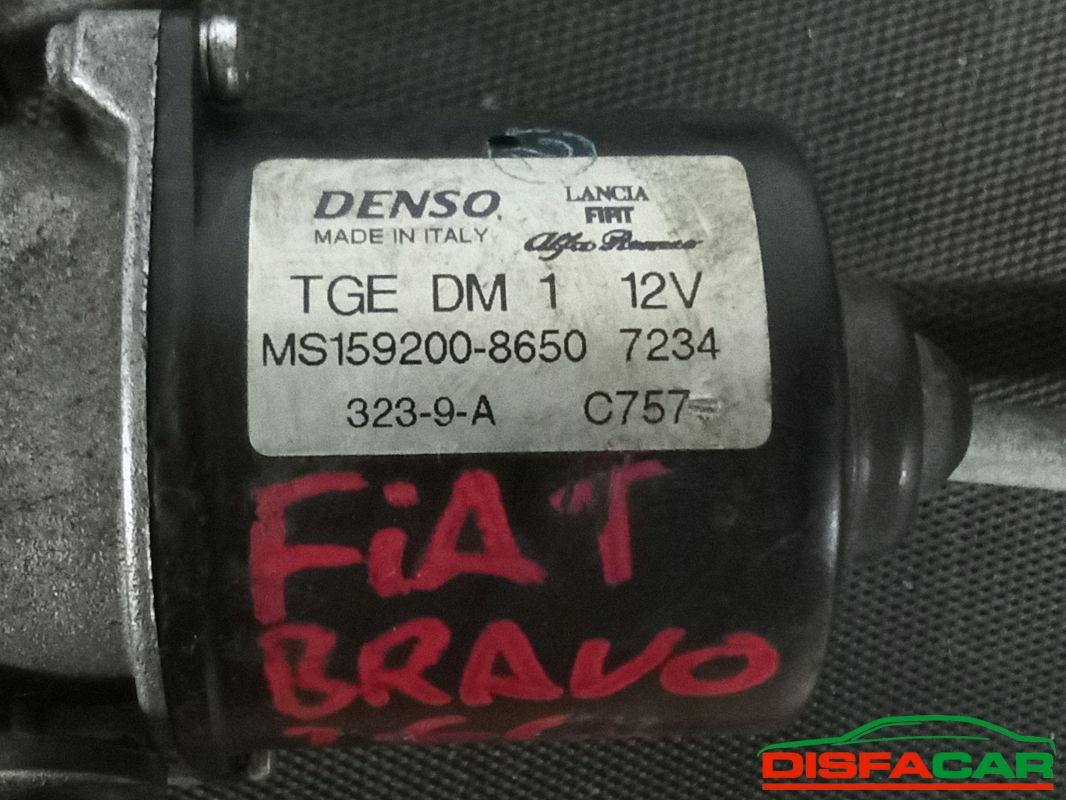 DENSO
MADE IN ITALY
LANCIA
FIAT
Alfa Romeo
TGE DM 1 12V
MS159200-8650 7234
323-9-A C757
FiAT
BRAVO
DISFACAR